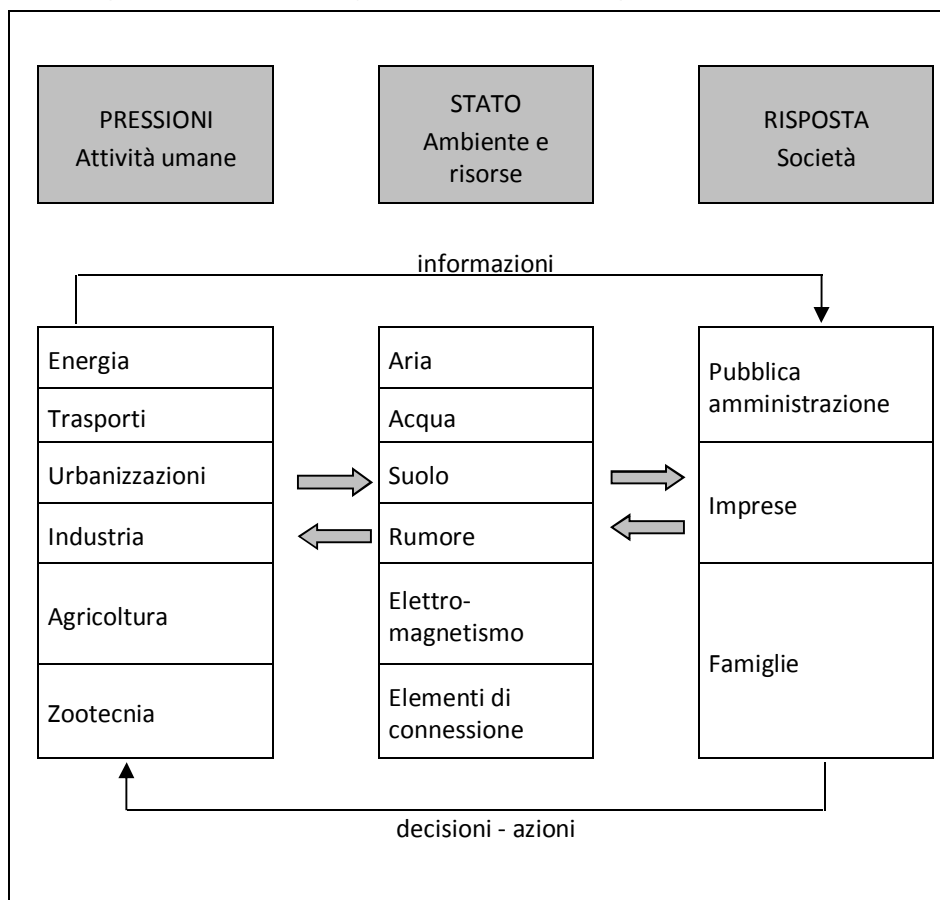 PRESSIONI
Attività umane
STATO
Ambiente e
risorse
RISPOSTA
Società
informazioni
Energia
Trasporti
Urbanizzazioni
Industria
Agricoltura
Zootecnia
Aria
Acqua
Suolo
Rumore
Elettro-
magnetismo
Elementi di
connessione
Pubblica
amministrazione
Imprese
Famiglie
decisioni - azioni